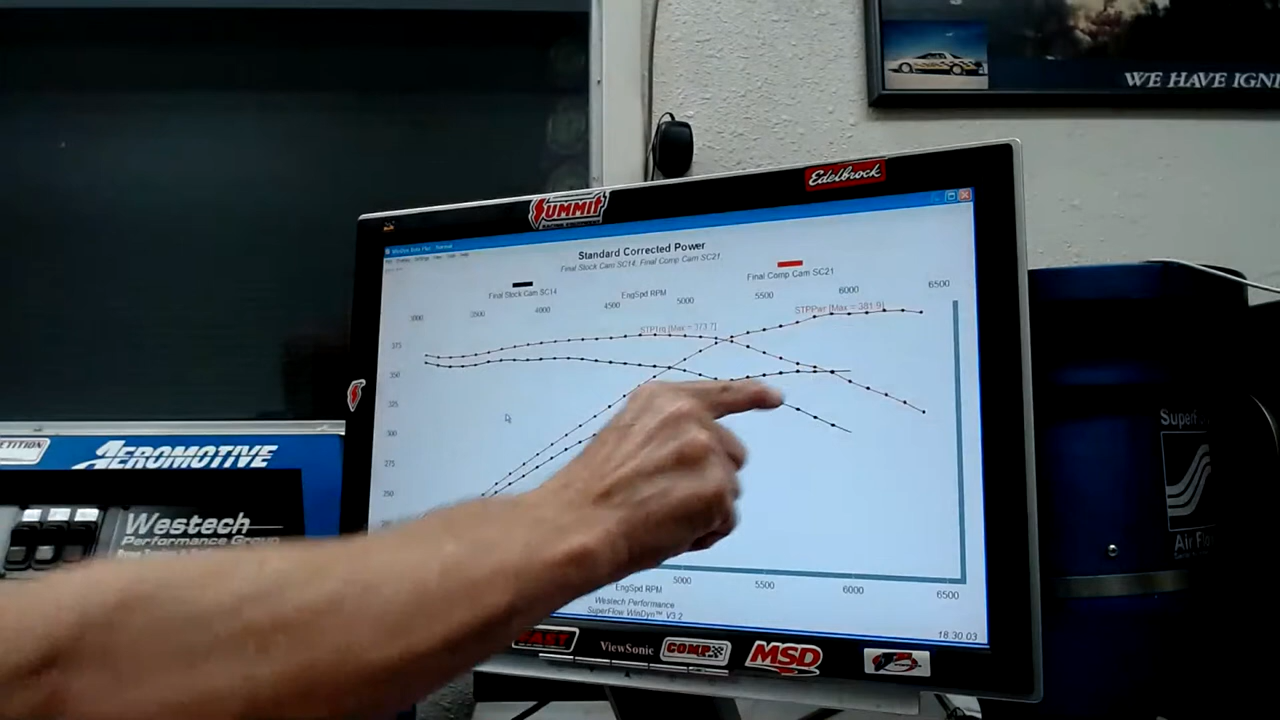 WE HAVE IGNI
Edelbrock
SUMMIT
Standard Corrected Power
Final Stock Cam SC14; Final Comp Cam SC21
Final Stock Cam SC14
Final Comp Cam SC21
EngSpd RPM
3000 3500 4000 4500 5000 5500 6000 6500
STPTrq [Max = 373.7]
STPPwr [Max = 381.9]
375
350
325
300
275
250
5000 5500 6000 6500
EngSpd RPM
Westech Performance
SuperFlow WinDyn™ V3.2
18.30.03
FAST
ViewSonic
COMP
MSD
AEROMOTIVE
Westech
Performance Group
SuperF
Air Flo